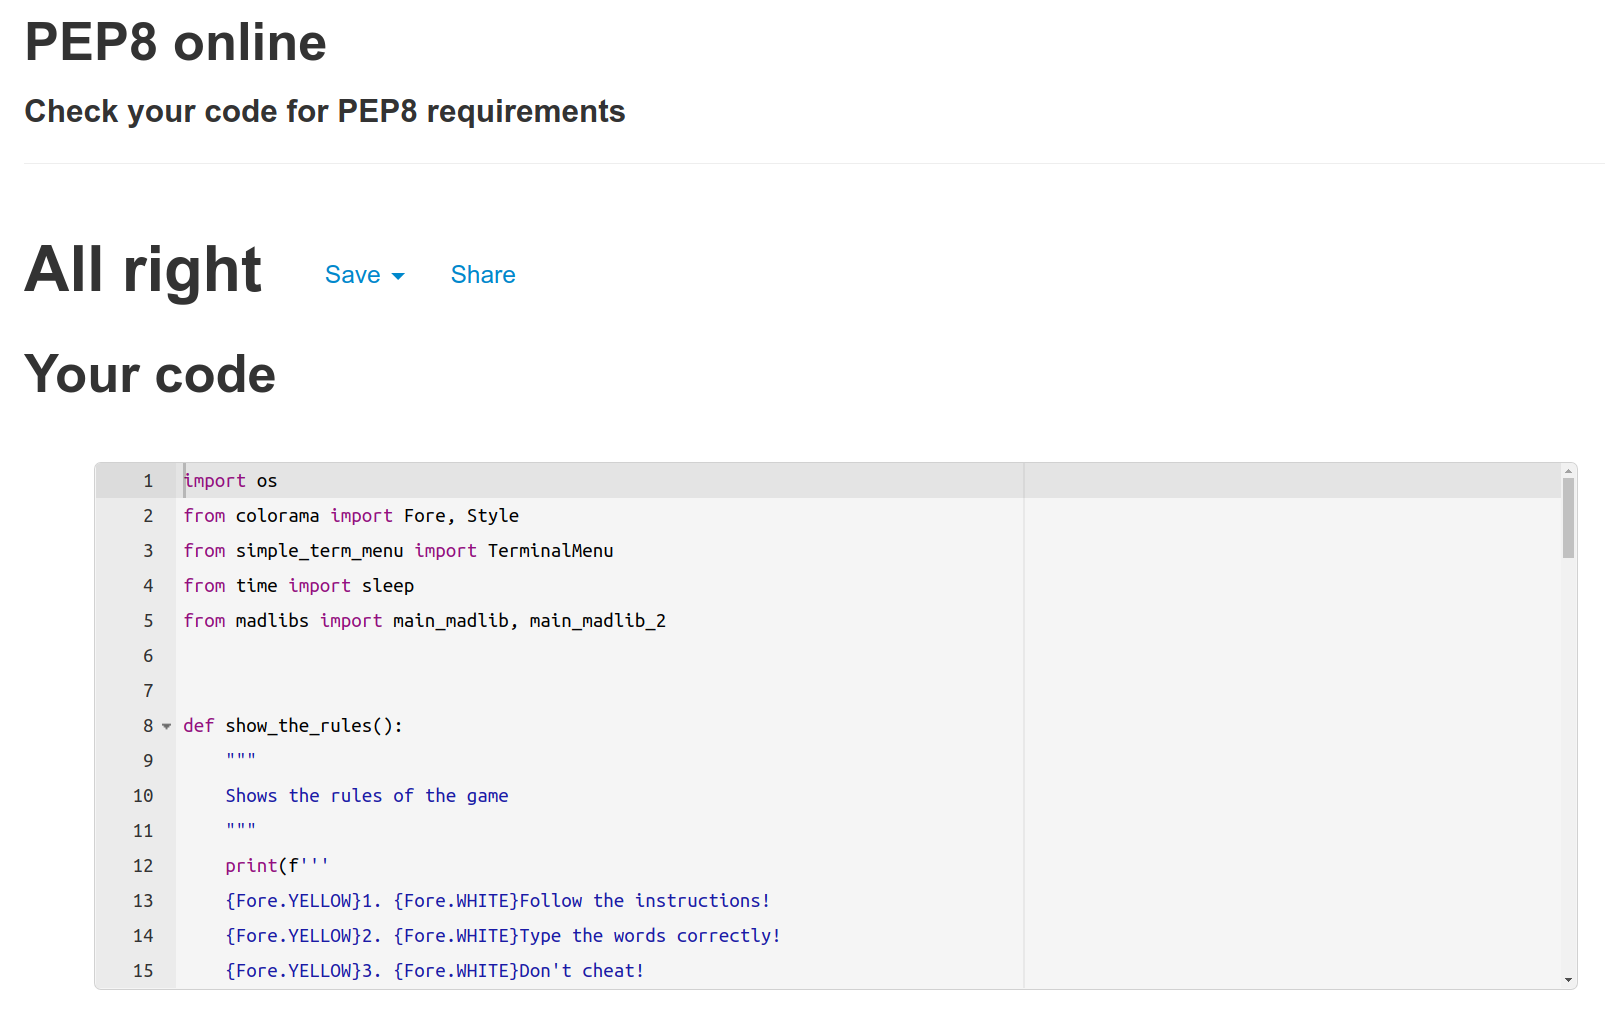 PEP8 online
Check your code for PEP8 requirements
All right Save Share
Your code
1 import os
2 from colorama import Fore, Style
3 from simple_term_menu import TerminalMenu
4 from time import sleep
5 from madlibs import main_madlib, main_madlib_2
6
7
8 def show_the_rules():
9     """
10     Shows the rules of the game
11     """
12     print(f'''
13     {Fore.YELLOW}1. {Fore.WHITE}Follow the instructions!
14     {Fore.YELLOW}2. {Fore.WHITE}Type the words correctly!
15     {Fore.YELLOW}3. {Fore.WHITE}Don't cheat!